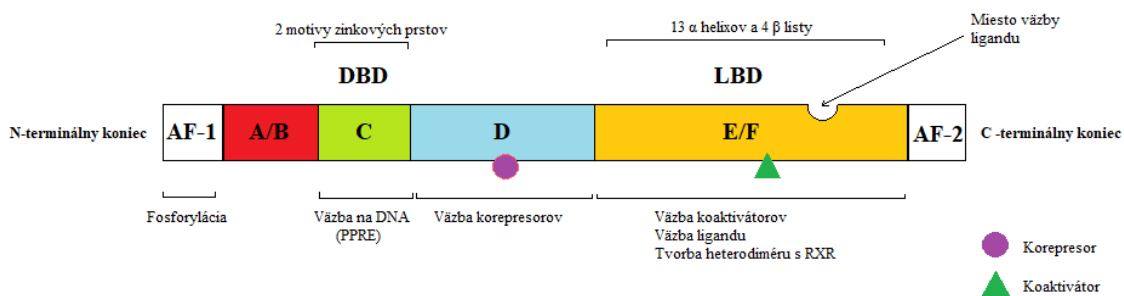 2 motívy zinkových prstov
13 α helixov a 4 β listy
Miesto väzby
ligandu
DBD
LBD
N-terminálny koniec
AF-1
A/B
C
D
E/F
AF-2
C -terminálny koniec
Fosforylácia
Väzba na DNA
(PPRE)
Väzba korepresorov
Väzba koaktivátorov
Väzba ligandu
Tvorba heterodiméru s RXR
Korepresor
Koaktivátor